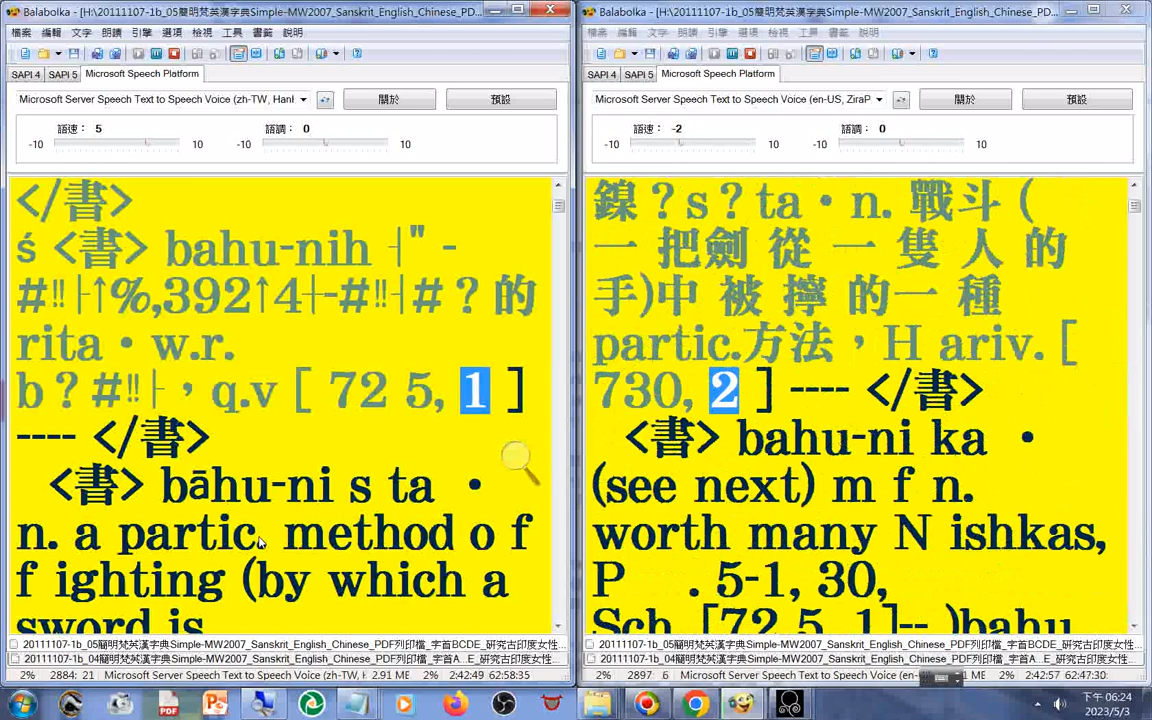 Balabolka - [H:\20111107-1b_05簡明梵英漢字典Simple-MW2007_Sanskrit_English_Chinese_PD...
檔案 編輯 文字 朗讀 引擎 選項 檢視 工具 書籤 說明
SAPI 4 SAPI 5 Microsoft Speech Platform
Microsoft Server Speech Text to Speech Voice (zh-TW, Hanl
關於 預設
語速： 5 語調： 0
-10 10 -10 10
</書>
ś <書> bahu-nih ┤" -
#‼├↑%,392↑4┼-#‼┤# ? 的
rita • w.r.
b ? #‼├，q.v [ 72 5, 1 ]
---- </書>
<書> bāhu-ni s ta •
n. a partic. method o f
f ighting (by which a
sword is
20111107-1b_05簡明梵英漢字典Simple-MW2007_Sanskrit_English_Chinese_PDF列印檔_字首BCDE_研究古印度女性...
20111107-1b_04簡明梵英漢字典Simple-MW2007_Sanskrit_English_Chinese_PDF列印檔_字首A...E_研究古印度女性...
2% 2884: 21 Microsoft Server Speech Text to Speech Voice (zh-TW, H 2.91 MB 2% 2:42:49 62:58:35
Balabolka - [H:\20111107-1b_05簡明梵英漢字典Simple-MW2007_Sanskrit_English_Chinese_PD...
檔案 編輯 文字 朗讀 引擎 選項 檢視 工具 書籤 說明
SAPI 4 SAPI 5 Microsoft Speech Platform
Microsoft Server Speech Text to Speech Voice (en-US, ZiraP
關於 預設
語速： -2 語調： 0
-10 10 -10 10
鎳 ? s ? ta • n. 戰斗 (
一 把劍 從 一 隻 人 的
手)中 被 擰 的一 種
partic.方法，H ariv. [
730, 2 ] ---- </書>
<書> bahu-ni ka •
(see next) m f n.
worth many N ishkas,
P . 5-1, 30,
Sch. [72 5, 1]-- )bahu
20111107-1b_05簡明梵英漢字典Simple-MW2007_Sanskrit_English_Chinese_PDF列印檔_字首BCDE_研究古印度女性...
20111107-1b_04簡明梵英漢字典Simple-MW2007_Sanskrit_English_Chinese_PDF列印檔_字首A...E_研究古印度女性...
2% 2897: 6 Microsoft Server Speech Text to Speech Voice MB 2% 2:42:20 62:47:30
下午 06:24
2023/5/3